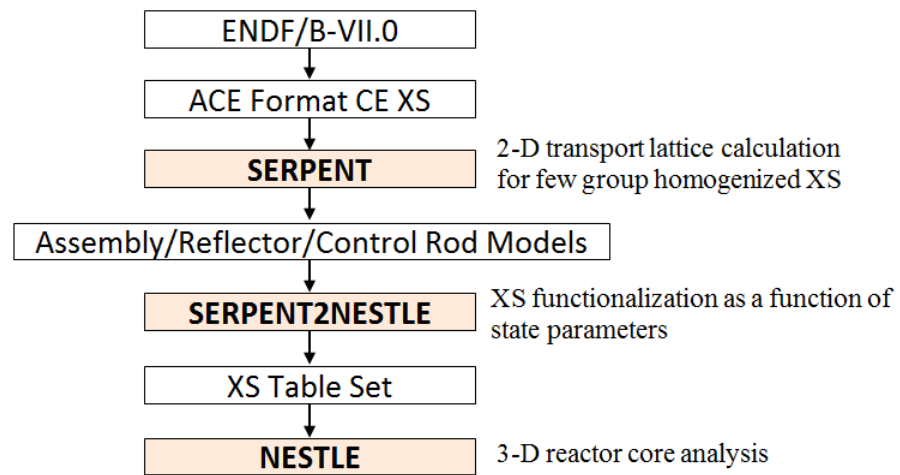 ENDF/B-VII.0
ACE Format CE XS
SERPENT
2-D transport lattice calculation
for few group homogenized XS
Assembly/Reflector/Control Rod Models
SERPENT2NESTLE
XS functionalization as a function of
state parameters
XS Table Set
NESTLE
3-D reactor core analysis